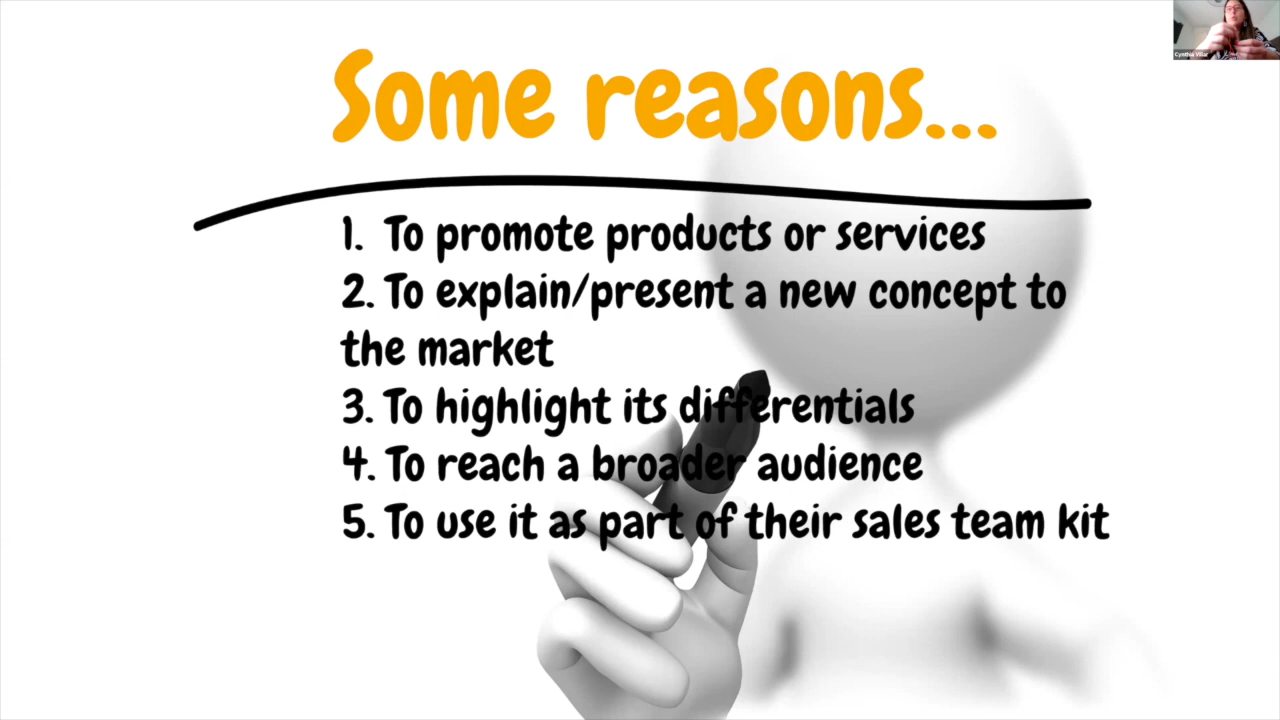 Some reasons...
1. To promote products or services
2. To explain/present a new concept to
the market
3. To highlight its differentials
4. To reach a broader audience
5. To use it as part of their sales team kit
Cynthia Villar